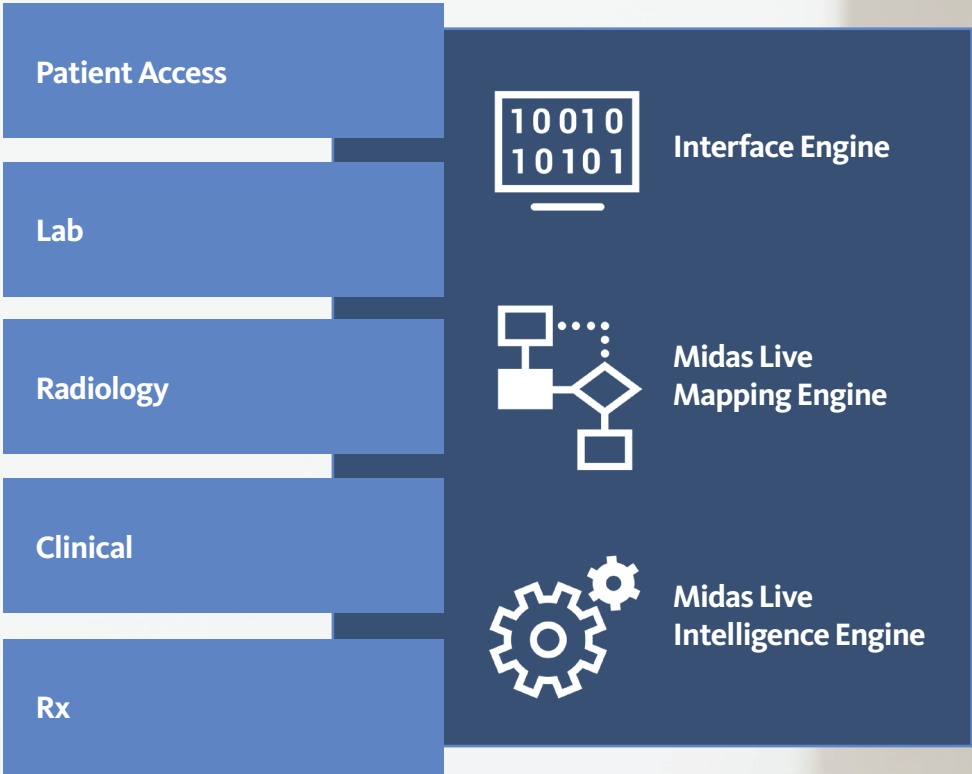 Patient Access
Lab
Radiology
Clinical
Rx
10010
10101
Interface Engine
Midas Live
Mapping Engine
Midas Live
Intelligence Engine